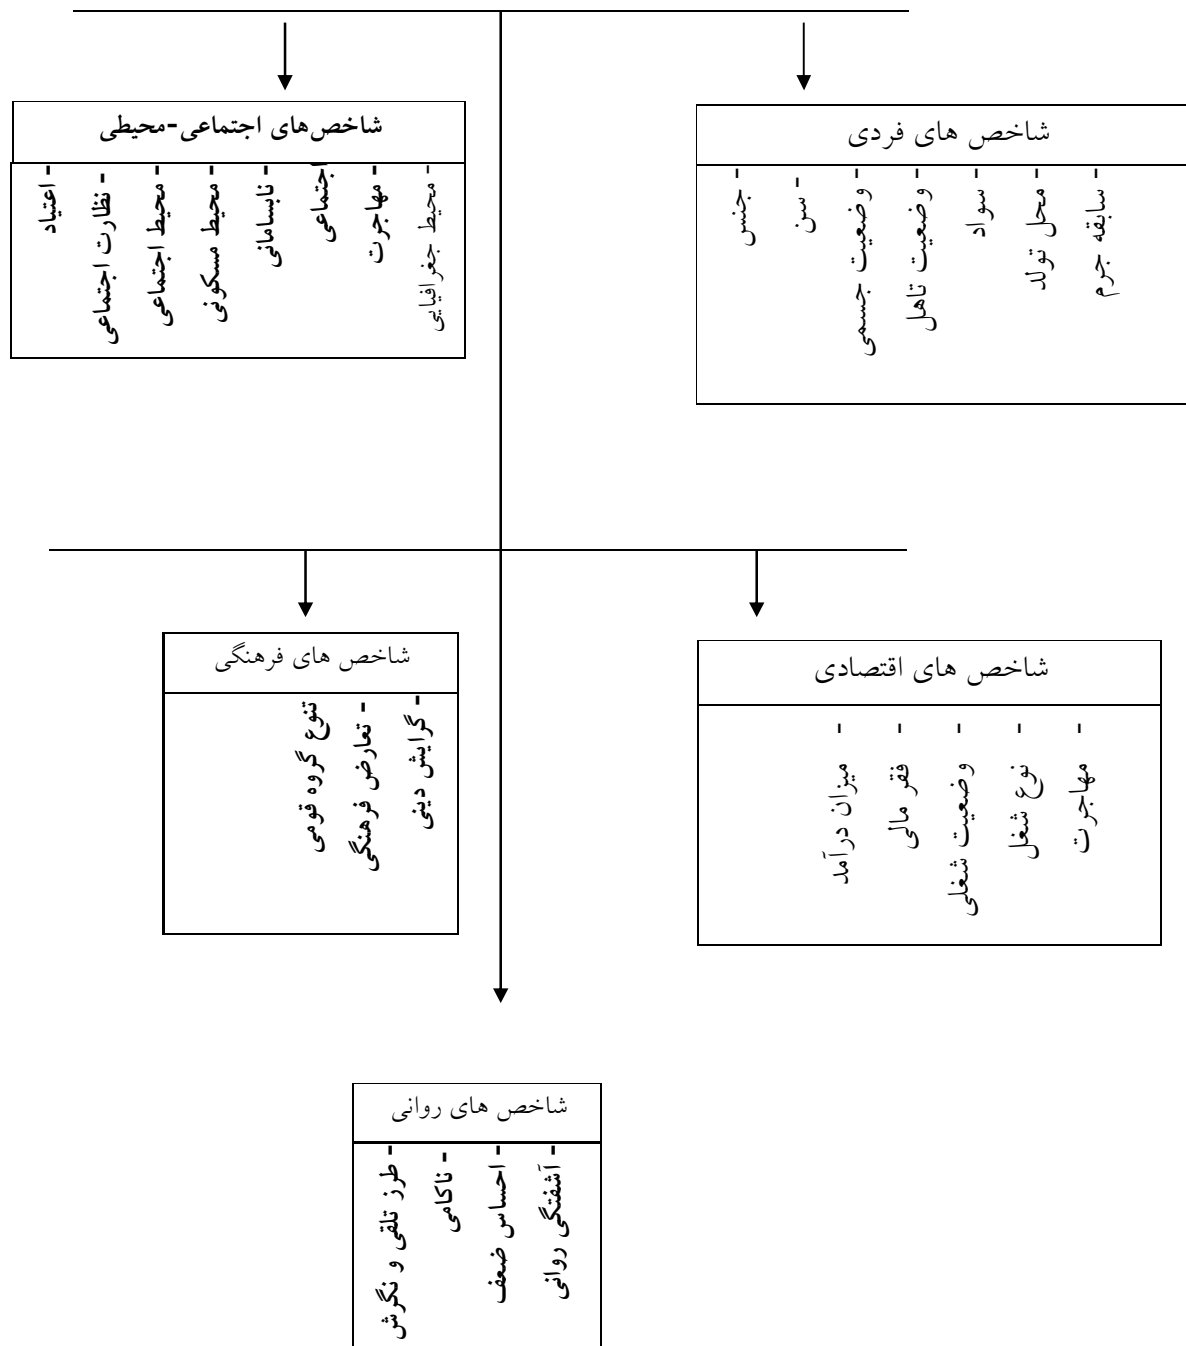 شاخص های فردی
- سابقه جرم
- محل تولد
- سواد
- وضعیت تاهل
- وضعیت جسمی
- سن
- جنس
شاخص‌های اجتماعی-محیطی
- محیط جغرافیایی
- مهاجرت
اجتماعی
- نابسامانی
- محیط مسکونی
- محیط اجتماعی
- نظارت اجتماعی
- اعتیاد
شاخص های اقتصادی
- مهاجرت
- نوع شغل
- وضعیت شغلی
- فقر مالی
- میزان درآمد
شاخص های فرهنگی
- گرایش دینی
- تعارض فرهنگی
تنوع گروه قومی
شاخص های روانی
- آشفتگی روانی
- احساس ضعف
- ناکامی
- طرز تلقی و نگرش